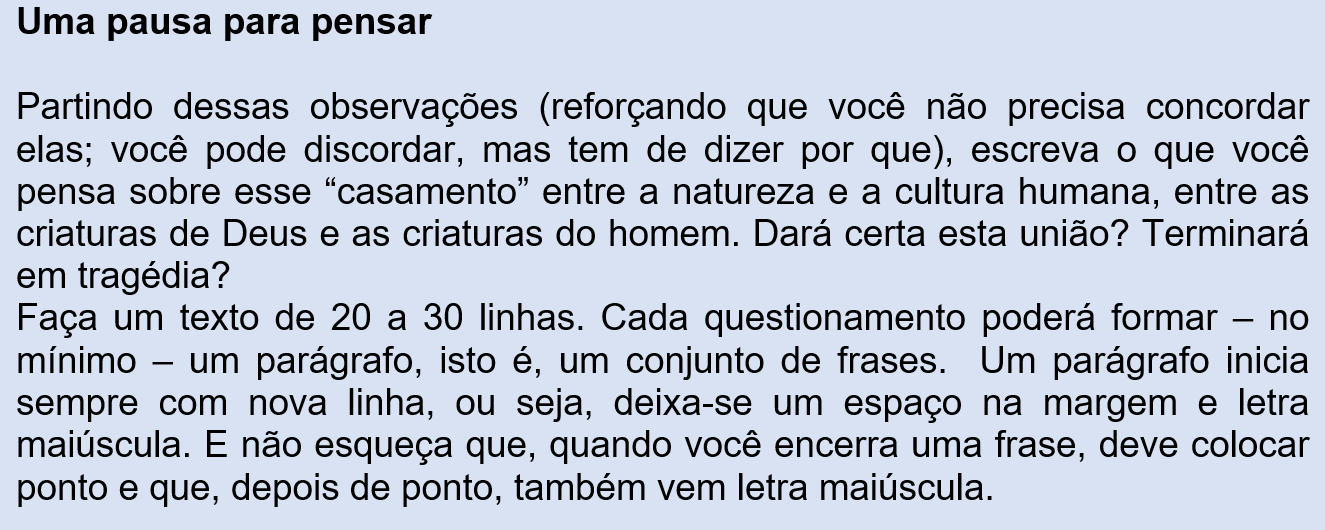 Uma pausa para pensar
Partindo dessas observações (reforçando que você não precisa concordar
elas; você pode discordar, mas tem de dizer por que), escreva o que você
pensa sobre esse “casamento” entre a natureza e a cultura humana, entre as
criaturas de Deus e as criaturas do homem. Dará certa esta união? Terminará
em tragédia?
Faça um texto de 20 a 30 linhas. Cada questionamento poderá formar – no
mínimo – um parágrafo, isto é, um conjunto de frases.  Um parágrafo inicia
sempre com nova linha, ou seja, deixa-se um espaço na margem e letra
maiúscula. E não esqueça que, quando você encerra uma frase, deve colocar
ponto e que, depois de ponto, também vem letra maiúscula.